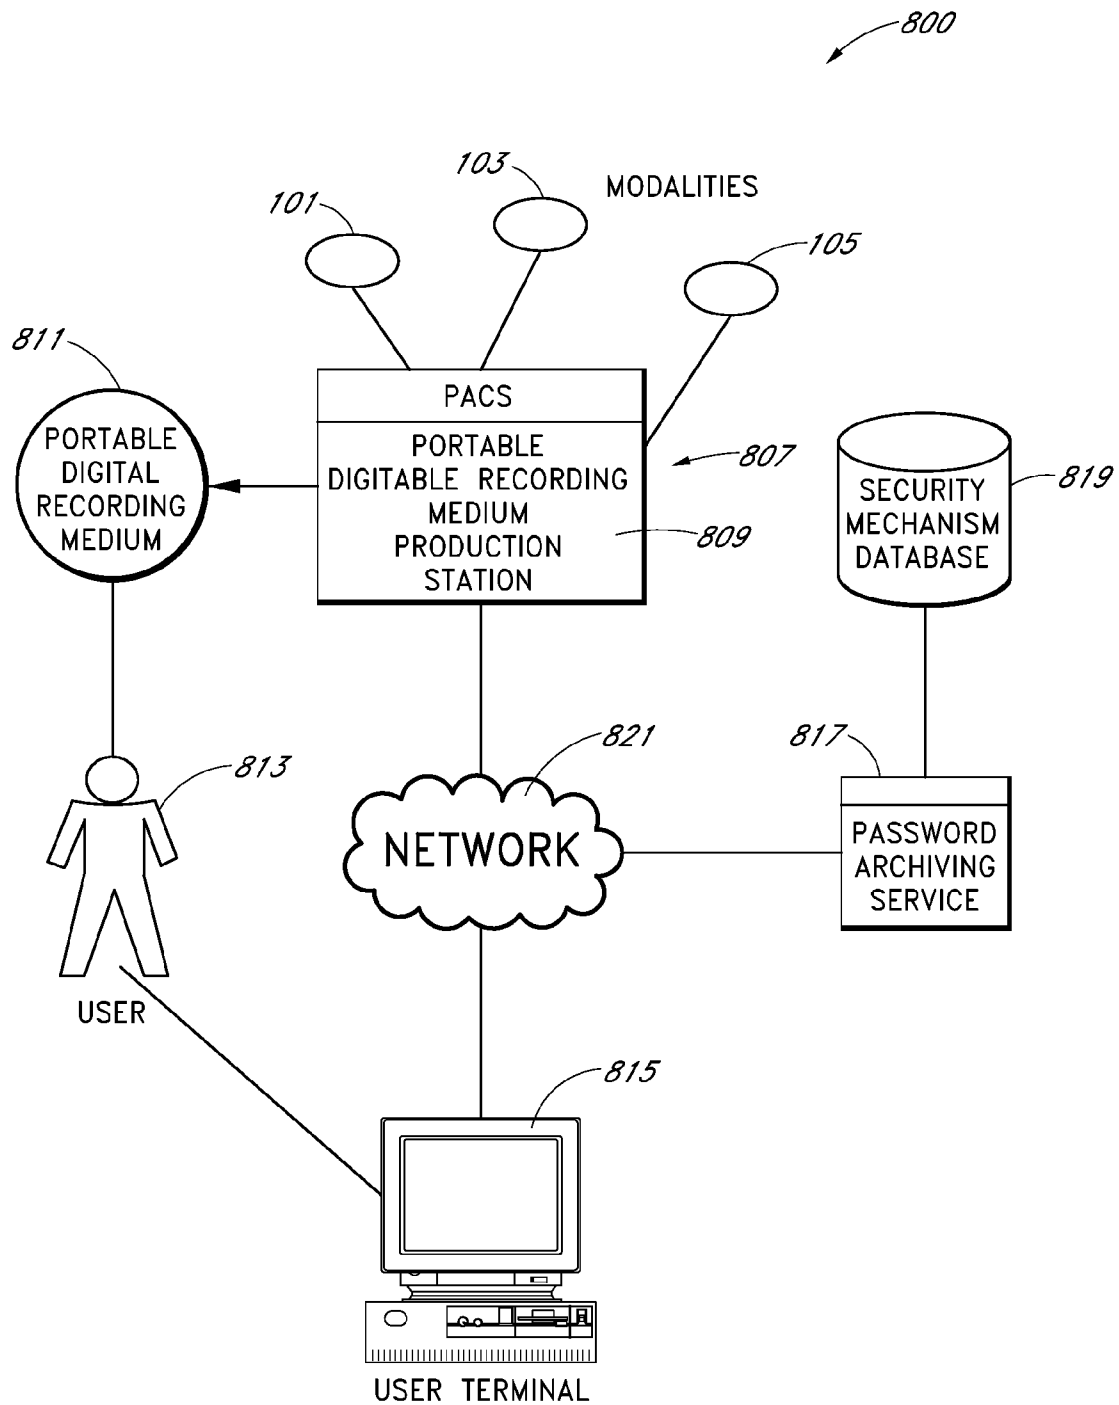 800
103
MODALITIES
101
105
811
PACS
PORTABLE
DIGITAL
RECORDING
MEDIUM
PORTABLE
DIGITABLE RECORDING
MEDIUM
PRODUCTION
STATION
807
809
SECURITY
MECHANISM
DATABASE
819
813
821
817
NETWORK
PASSWORD
ARCHIVING
SERVICE
USER
815
USER TERMINAL